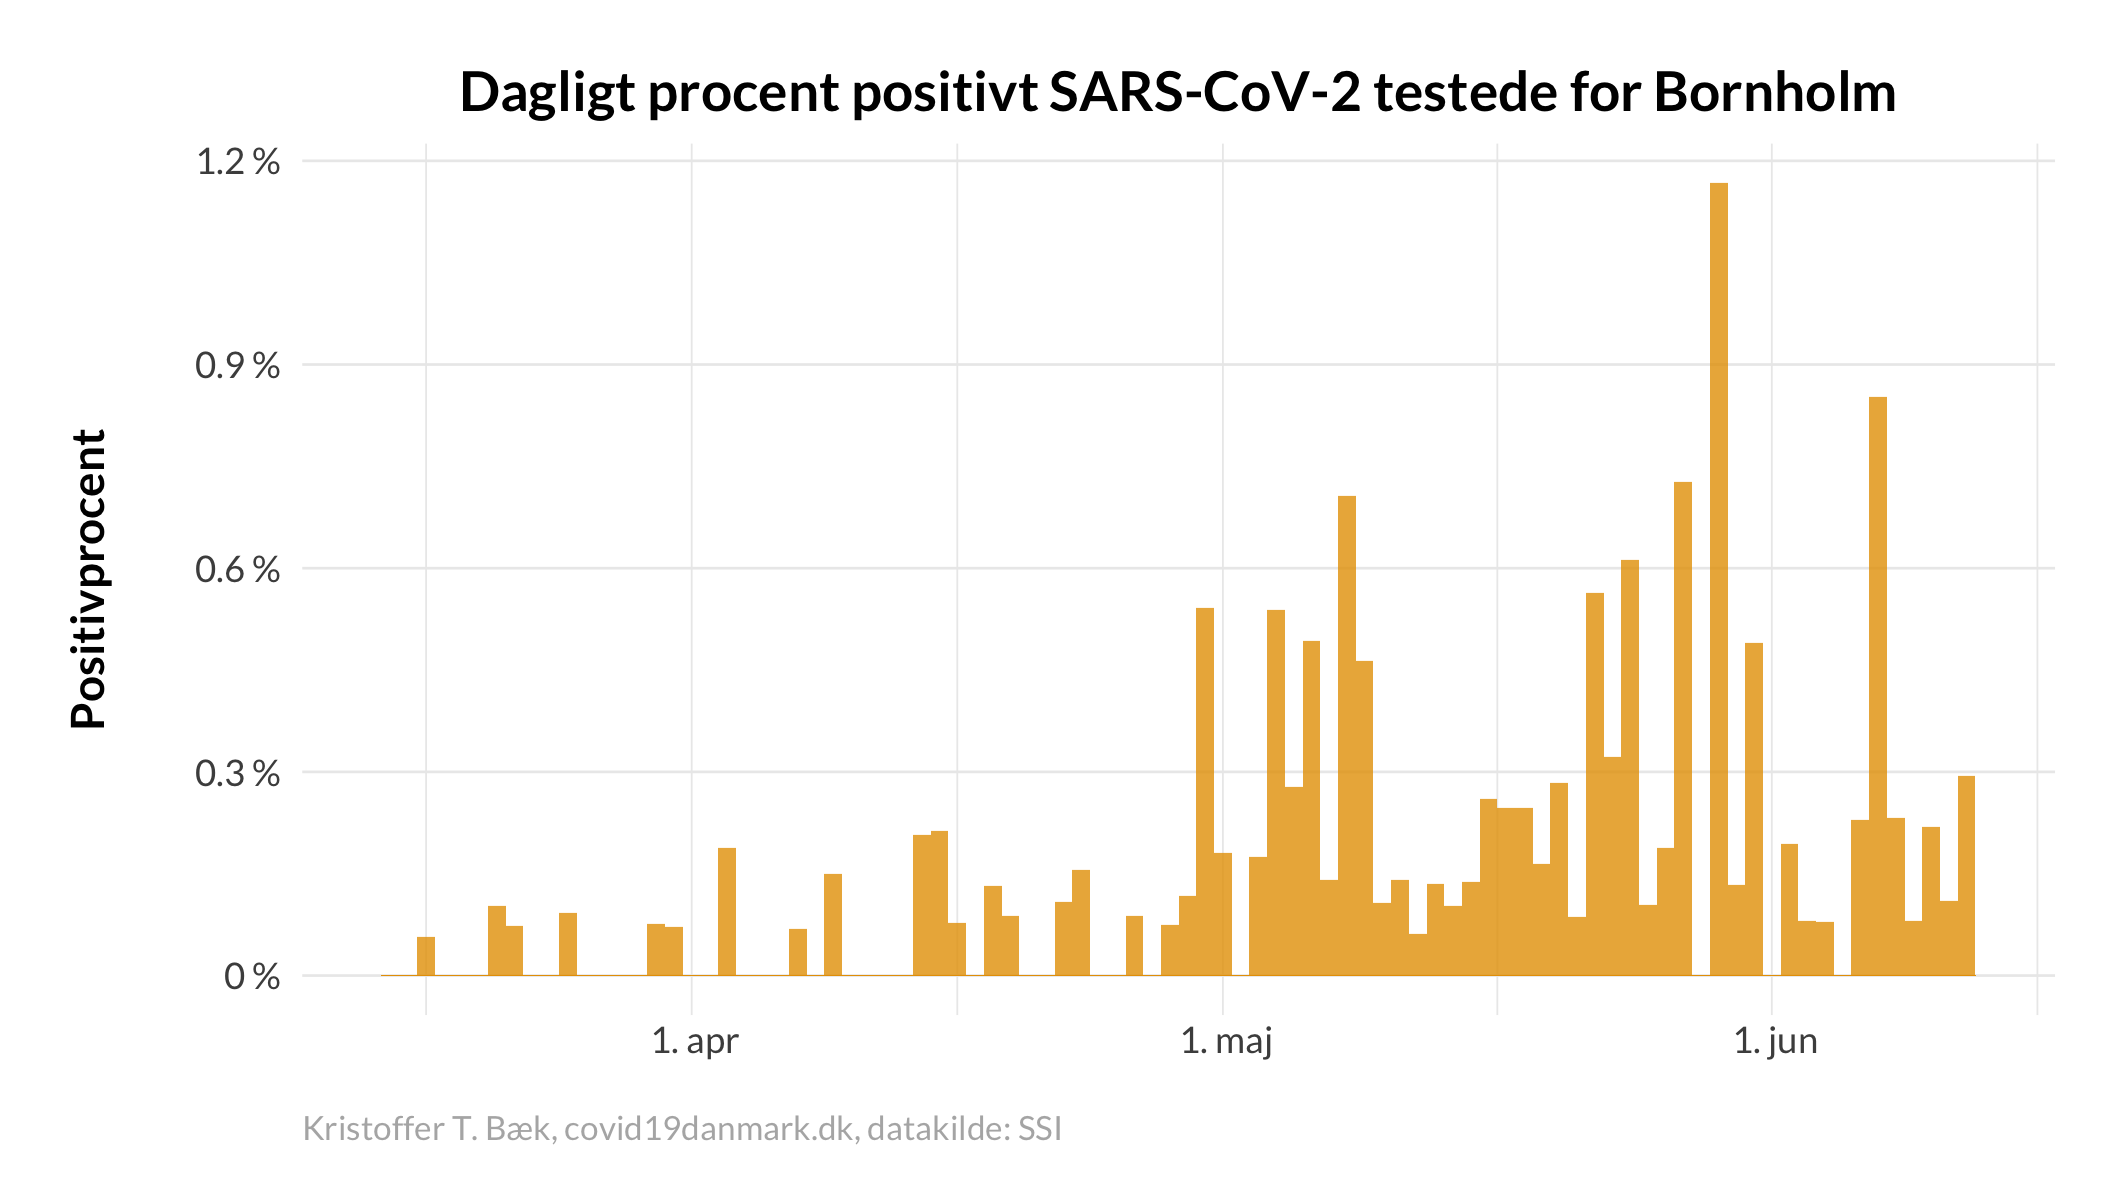 Dagligt procent positivt SARS-CoV-2 testede for Bornholm
1.2 %
0.9 %
0.6 %
0.3 %
0 %
Positivprocent
1. apr
1. maj
1. jun
Kristoffer T. Bæk, covid19danmark.dk, datakilde: SSI